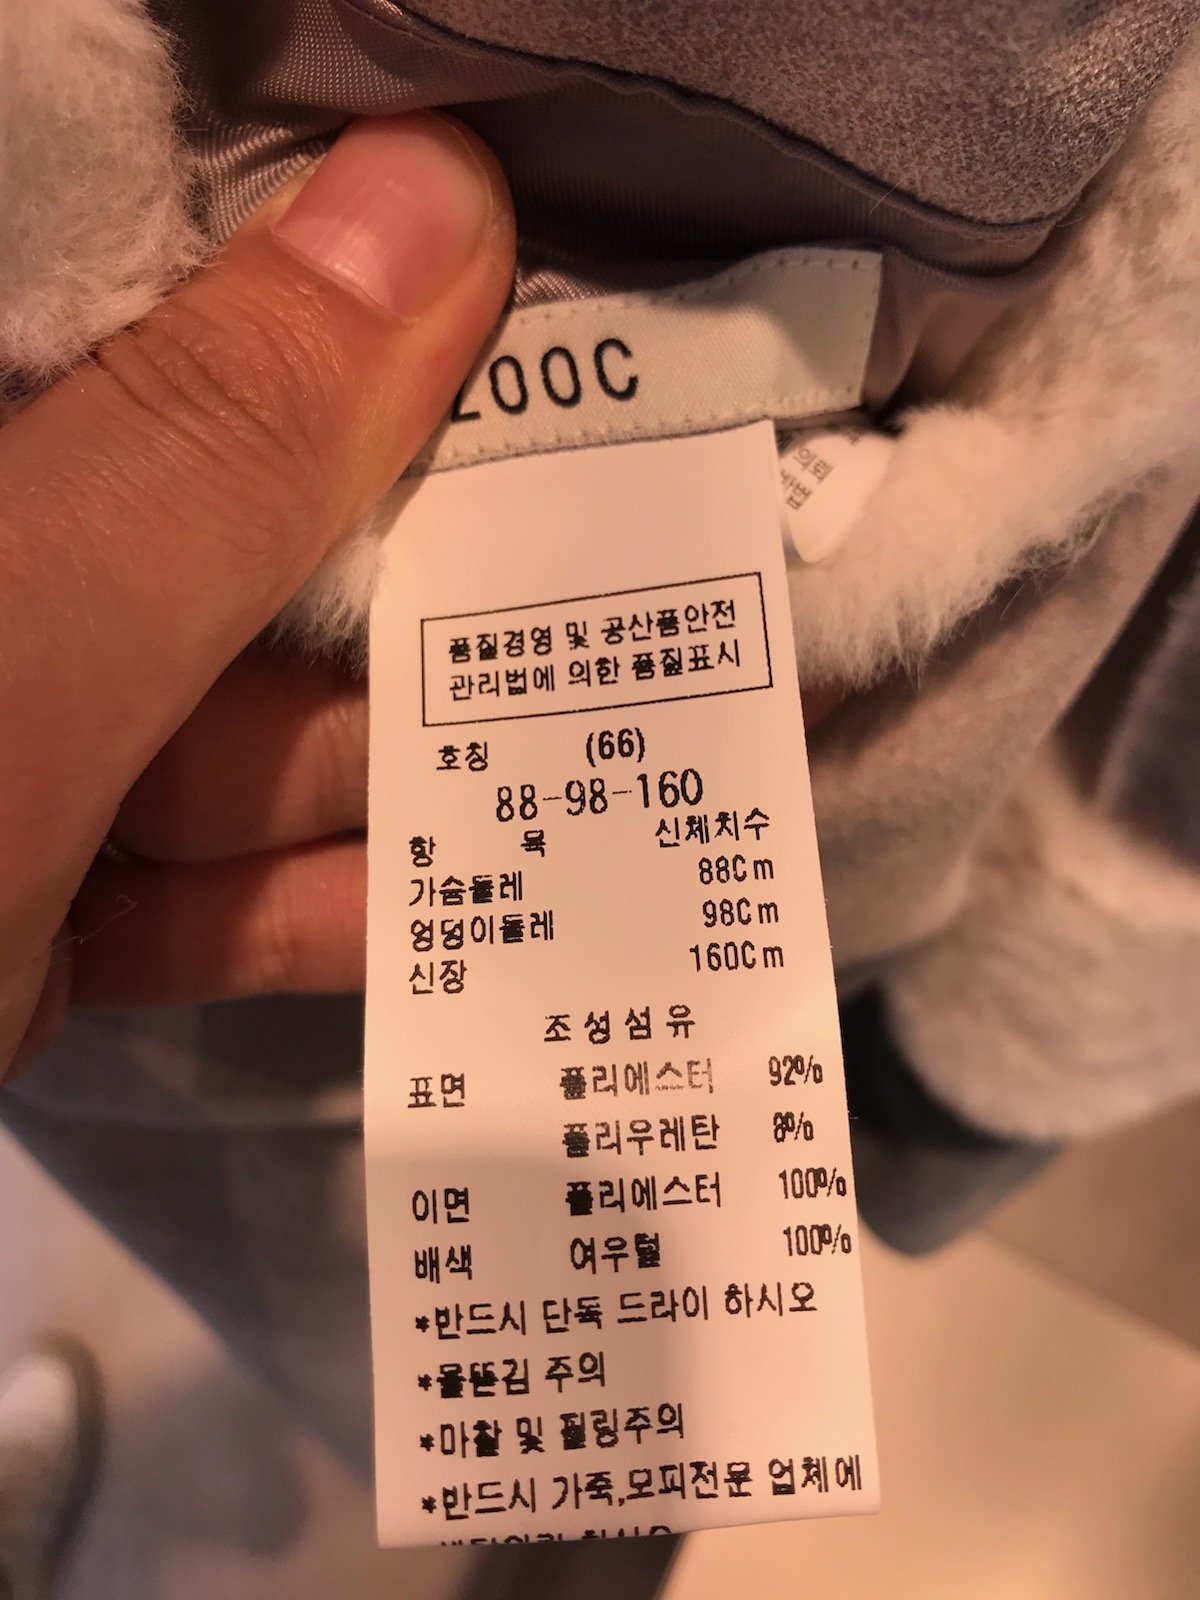 ZOOC
의뢰
품질경영 및 공산품안전
관리법에 의한 품질표시
호칭 (66)
88-98-160
항 목 신체치수
가슴둘레 88Cm
엉덩이둘레 98Cm
신장 160Cm
조성섬유
표면 폴리에스터 92%
폴리우레탄 8%
이면 폴리에스터 100%
배색 여우털 100%
*반드시 단독 드라이 하시오
*물뜯김 주의
*마찰 및 필링주의
*반드시 가죽,모피전문 업체에